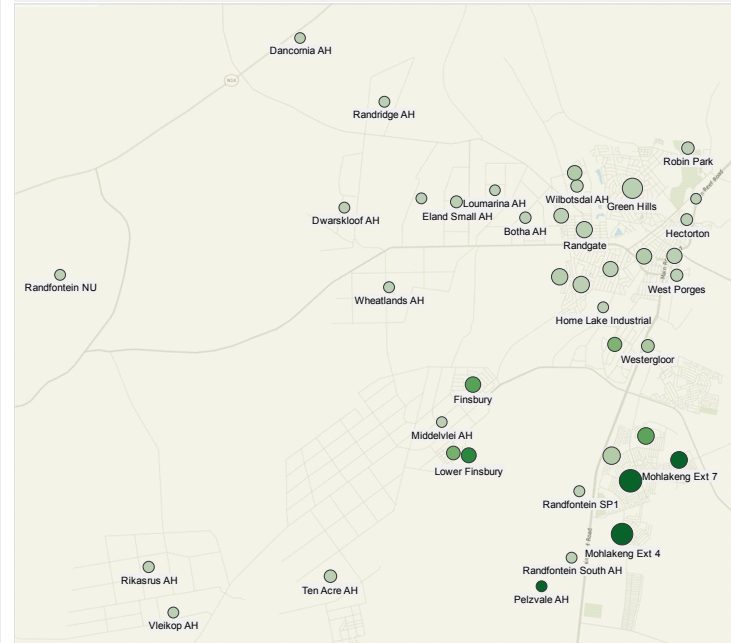 Dancornia AH
Randridge AH
Robin Park
Loumarina AH
Wilbotsdal AH
Green Hills
Dwarskloof AH
Eland Small AH
Botha AH
Hectorton
Randgate
Randfontein NU
Wheatlands AH
West Porges
Home Lake Industrial
Westergloor
Finsbury
Middelvlei AH
Lower Finsbury
Mohlakeng Ext 7
Randfontein SP1
Mohlakeng Ext 4
Randfontein South AH
Rikasrus AH
Ten Acre AH
Pelzvale AH
Vleikop AH